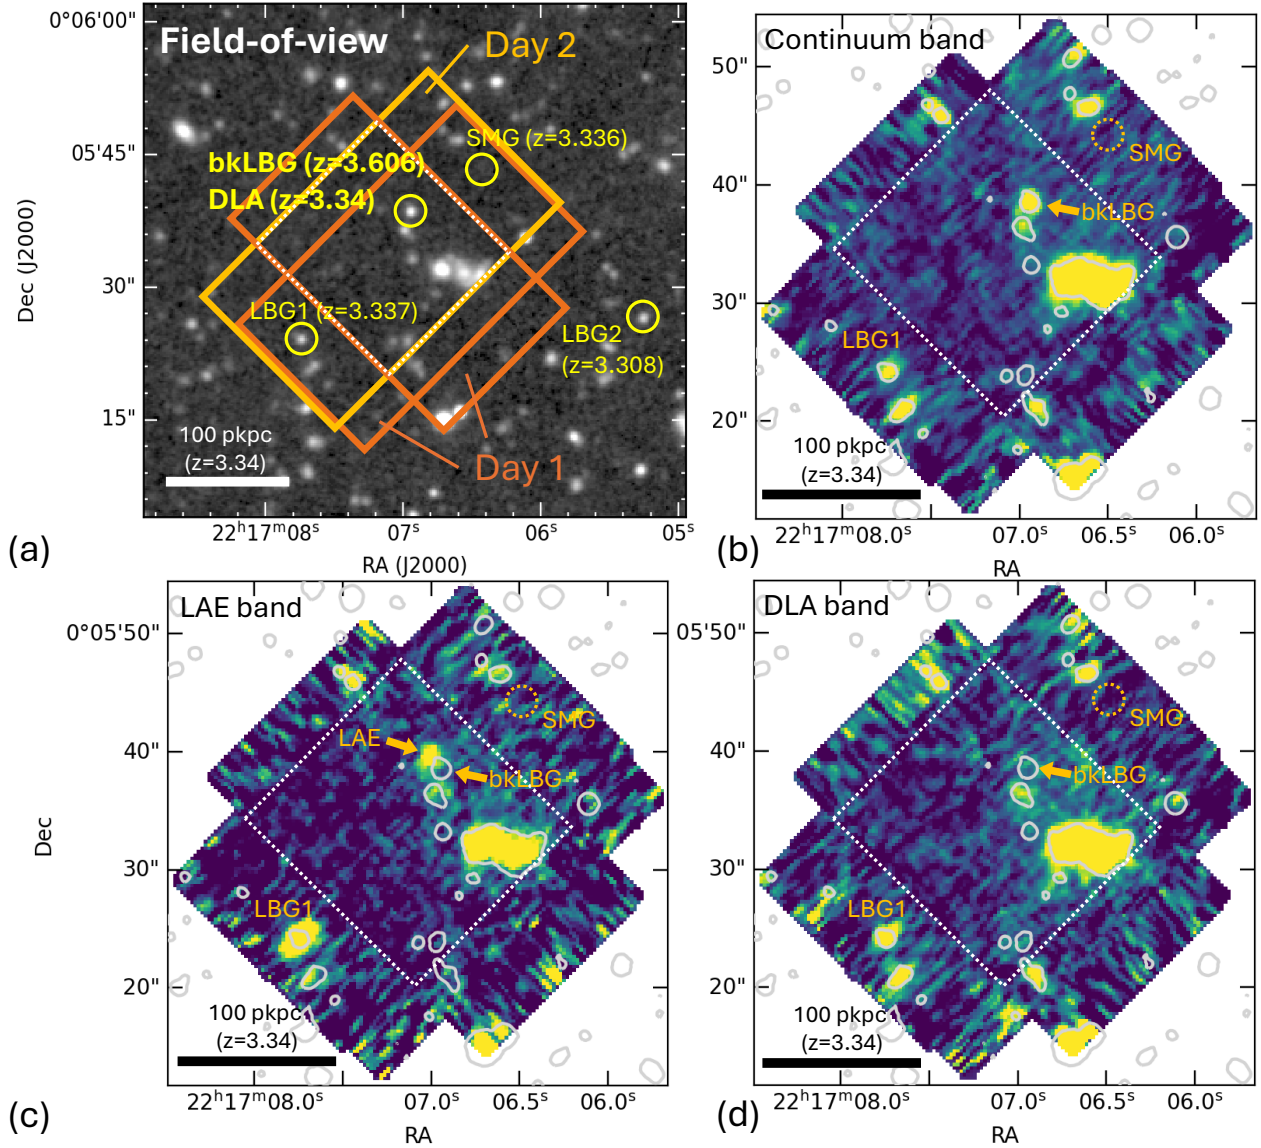 Field-of-view
Day 2
SMG (z=3.336)
bkLBG (z=3.606)
DLA (z=3.34)
LBG1 (z=3.337)
LBG2
(z=3.308)
100 pkpc
(z=3.34)
Day 1
0°06'00"
05'45"
30"
15"
Dec (J2000)
22ʰ17ᵐ08ˢ
07ˢ
06ˢ
05ˢ
RA (J2000)
(a)
Continuum band
50"
40"
30"
20"
SMG
bkLBG
LBG1
100 pkpc
(z=3.34)
22ʰ17ᵐ08.0ˢ
07.0ˢ
06.5ˢ
06.0ˢ
RA
(b)
LAE band
0°05'50"
40"
30"
20"
Dec
SMG
LAE
bkLBG
LBG1
100 pkpc
(z=3.34)
22ʰ17ᵐ08.0ˢ
07.0ˢ
06.5ˢ
06.0ˢ
RA
(c)
DLA band
05'50"
40"
30"
20"
SMG
bkLBG
LBG1
100 pkpc
(z=3.34)
22ʰ17ᵐ08.0ˢ
07.0ˢ
06.5ˢ
06.0ˢ
RA
(d)